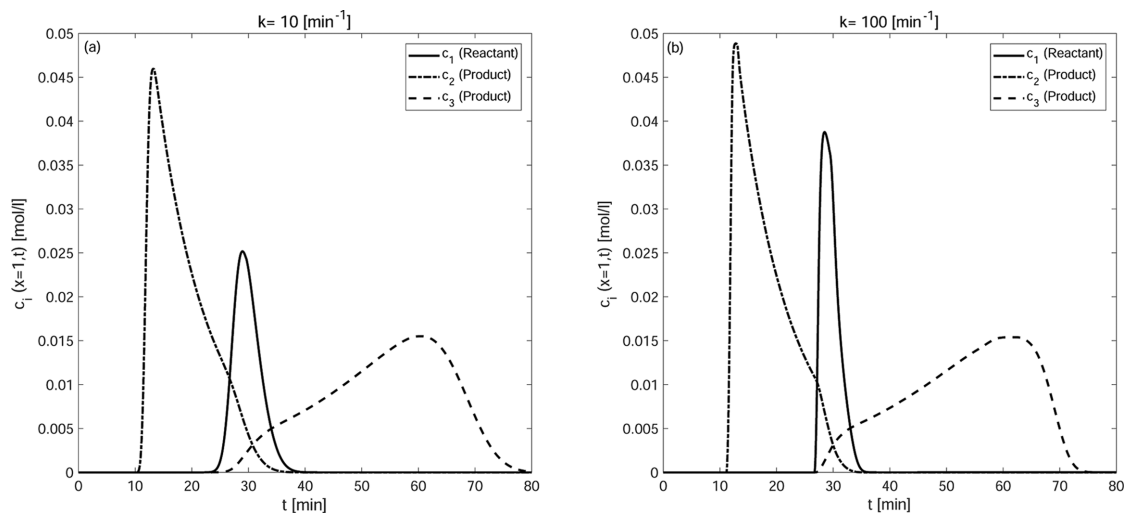 k= 10 [min⁻¹]
(a)
c₁ (Reactant)
c₂ (Product)
c₃ (Product)
0.05
0.045
0.04
0.035
0.03
0.025
0.02
0.015
0.01
0.005
0
cᵢ (x=1,t) [mol/l]
0 10 20 30 40 50 60 70 80
t [min]
k= 100 [min⁻¹]
(b)
c₁ (Reactant)
c₂ (Product)
c₃ (Product)
0.05
0.045
0.04
0.035
0.03
0.025
0.02
0.015
0.01
0.005
0
cᵢ (x=1,t) [mol/l]
0 10 20 30 40 50 60 70 80
t [min]